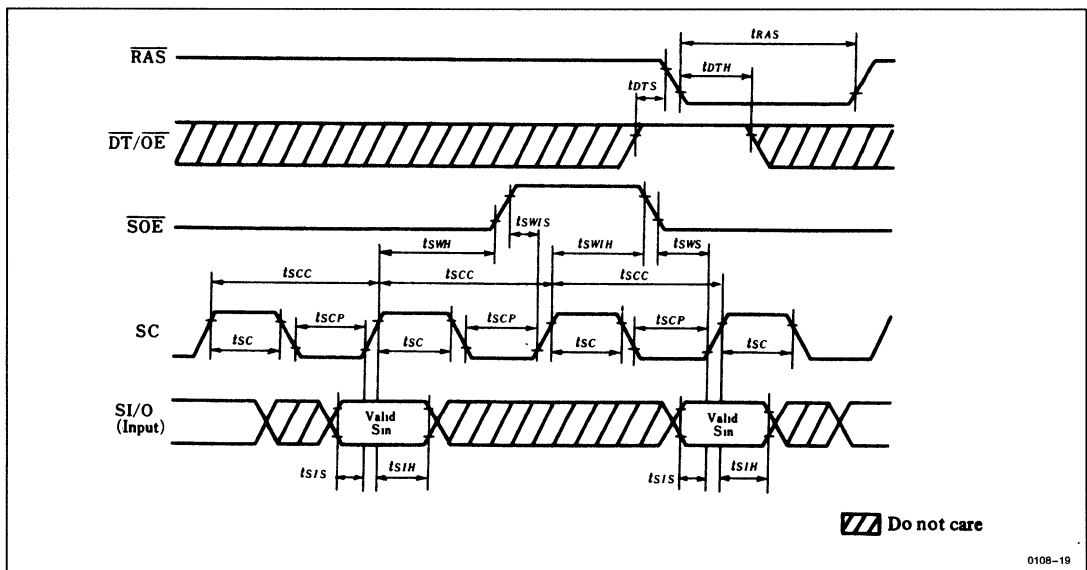 RAS
tRAS
tDTH
tDTS
DT/OE
SOE
tSWIS
tSWH
tSWIH
tSWS
tSCC
tSCC
tSCC
SC
tSCP
tSCP
tSCP
tSC
tSC
tSC
tSC
SI/O
(Input)
Valid
Sin
Valid
Sin
tSIS
tSIH
tSIS
tSIH
Do not care
0108-19